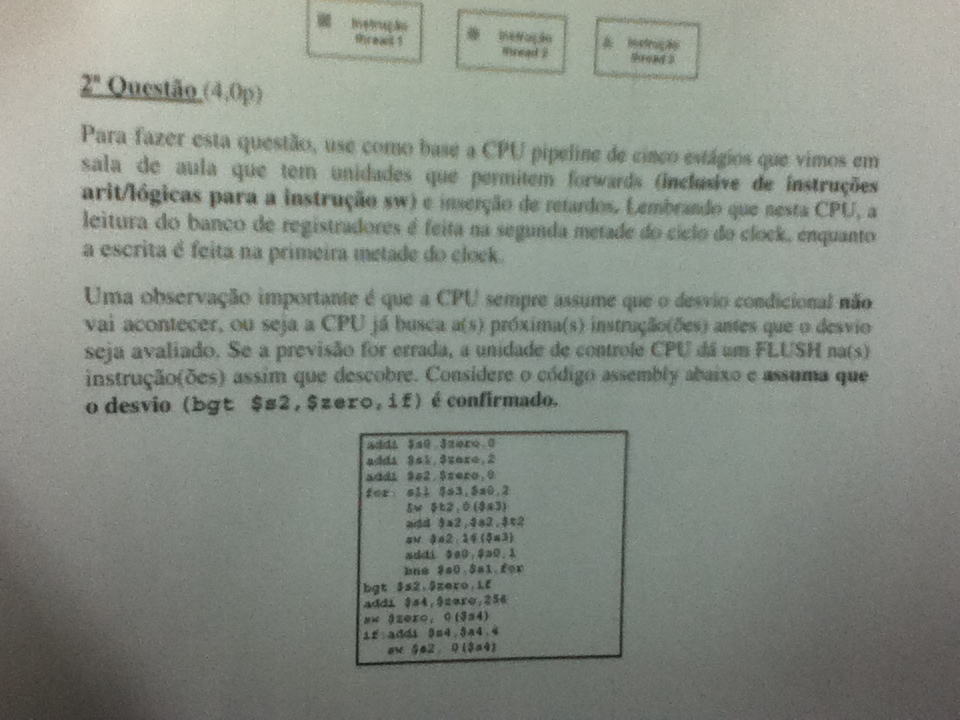 Instrução Instrução Instrução
thread 1 thread 2 thread 3
2ª Questão (4,0p)
Para fazer esta questão, use como base a CPU pipeline de cinco estágios que vimos em
sala de aula que tem unidades que permitem forwards (inclusive de instruções
arit/lógicas para a instrução sw) e inserção de retardos. Lembrando que nesta CPU, a
leitura do banco de registradores é feita na segunda metade do ciclo do clock, enquanto
a escrita é feita na primeira metade do clock.
Uma observação importante é que a CPU sempre assume que o desvio condicional não
vai acontecer, ou seja a CPU já busca a(s) próxima(s) instrução(ões) antes que o desvio
seja avaliado. Se a previsão for errada, a unidade de controle CPU dá um FLUSH na(s)
instrução(ões) assim que descobre. Considere o código assembly abaixo e assuma que
o desvio (bgt $s2,$zero,if) é confirmado.
addi $s0,$zero,0
addi $s1,$zero,2
addi $s2,$zero,0
for: sll $s3,$s0,2
$t2,0($s3)
add $s2,$s2,$t2
sw $s2,16($s3)
addi $s0,$s0,1
bne $s0,$s1,for
bgt $s2,$zero,if
addi $s4,$zero,256
sw $zero, 0($s4)
if:addi $s4,$s4,4
sw $s2, 0($s4)